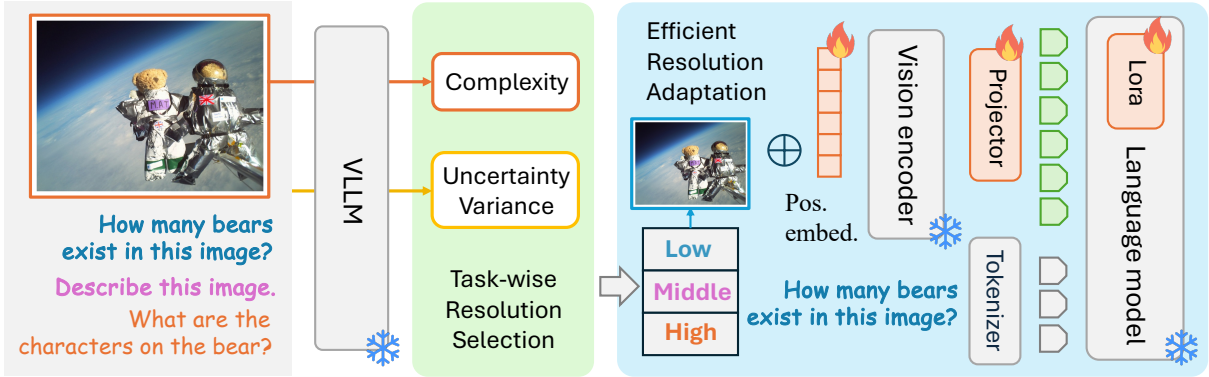 How many bears
exist in this image?
Describe this image.
What are the
characters on the bear?
VLLM
Complexity
Uncertainty
Variance
Task-wise
Resolution
Selection
Efficient
Resolution
Adaptation
Low
Middle
High
Pos.
embed.
How many bears
exist in this image?
Vision encoder
Projector
Tokenizer
Lora
Language model